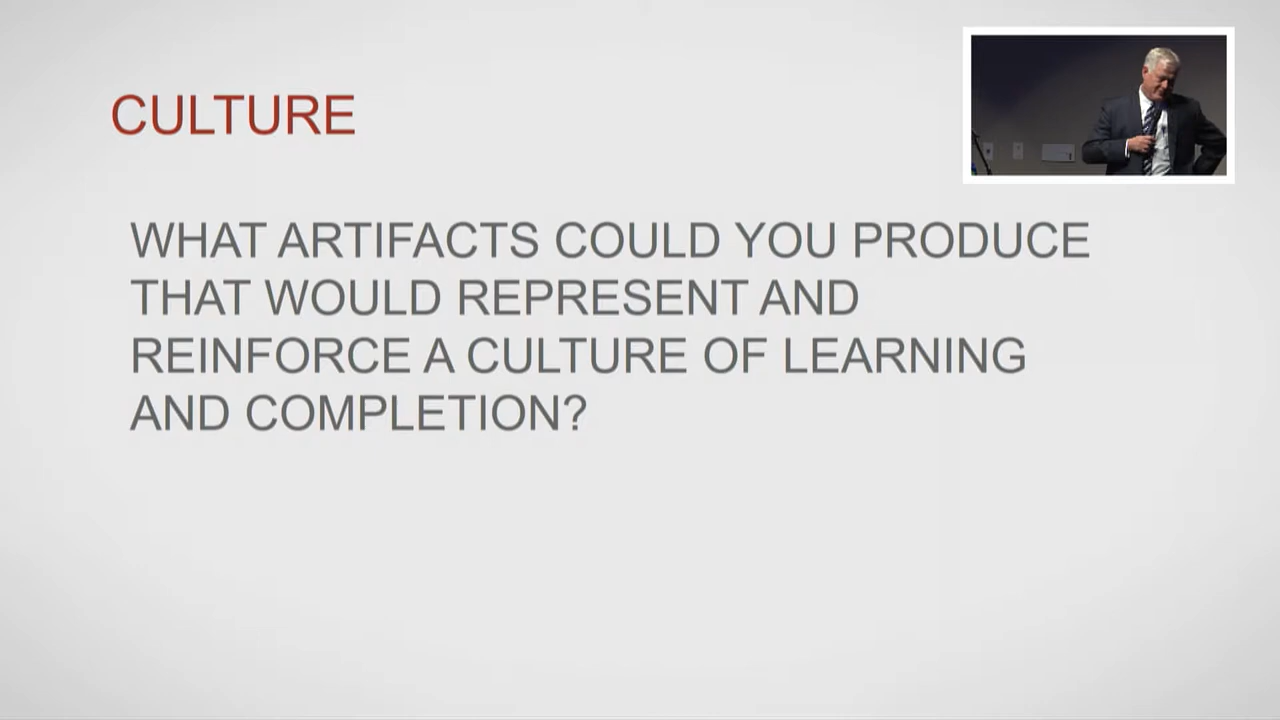 CULTURE
WHAT ARTIFACTS COULD YOU PRODUCE
THAT WOULD REPRESENT AND
REINFORCE A CULTURE OF LEARNING
AND COMPLETION?